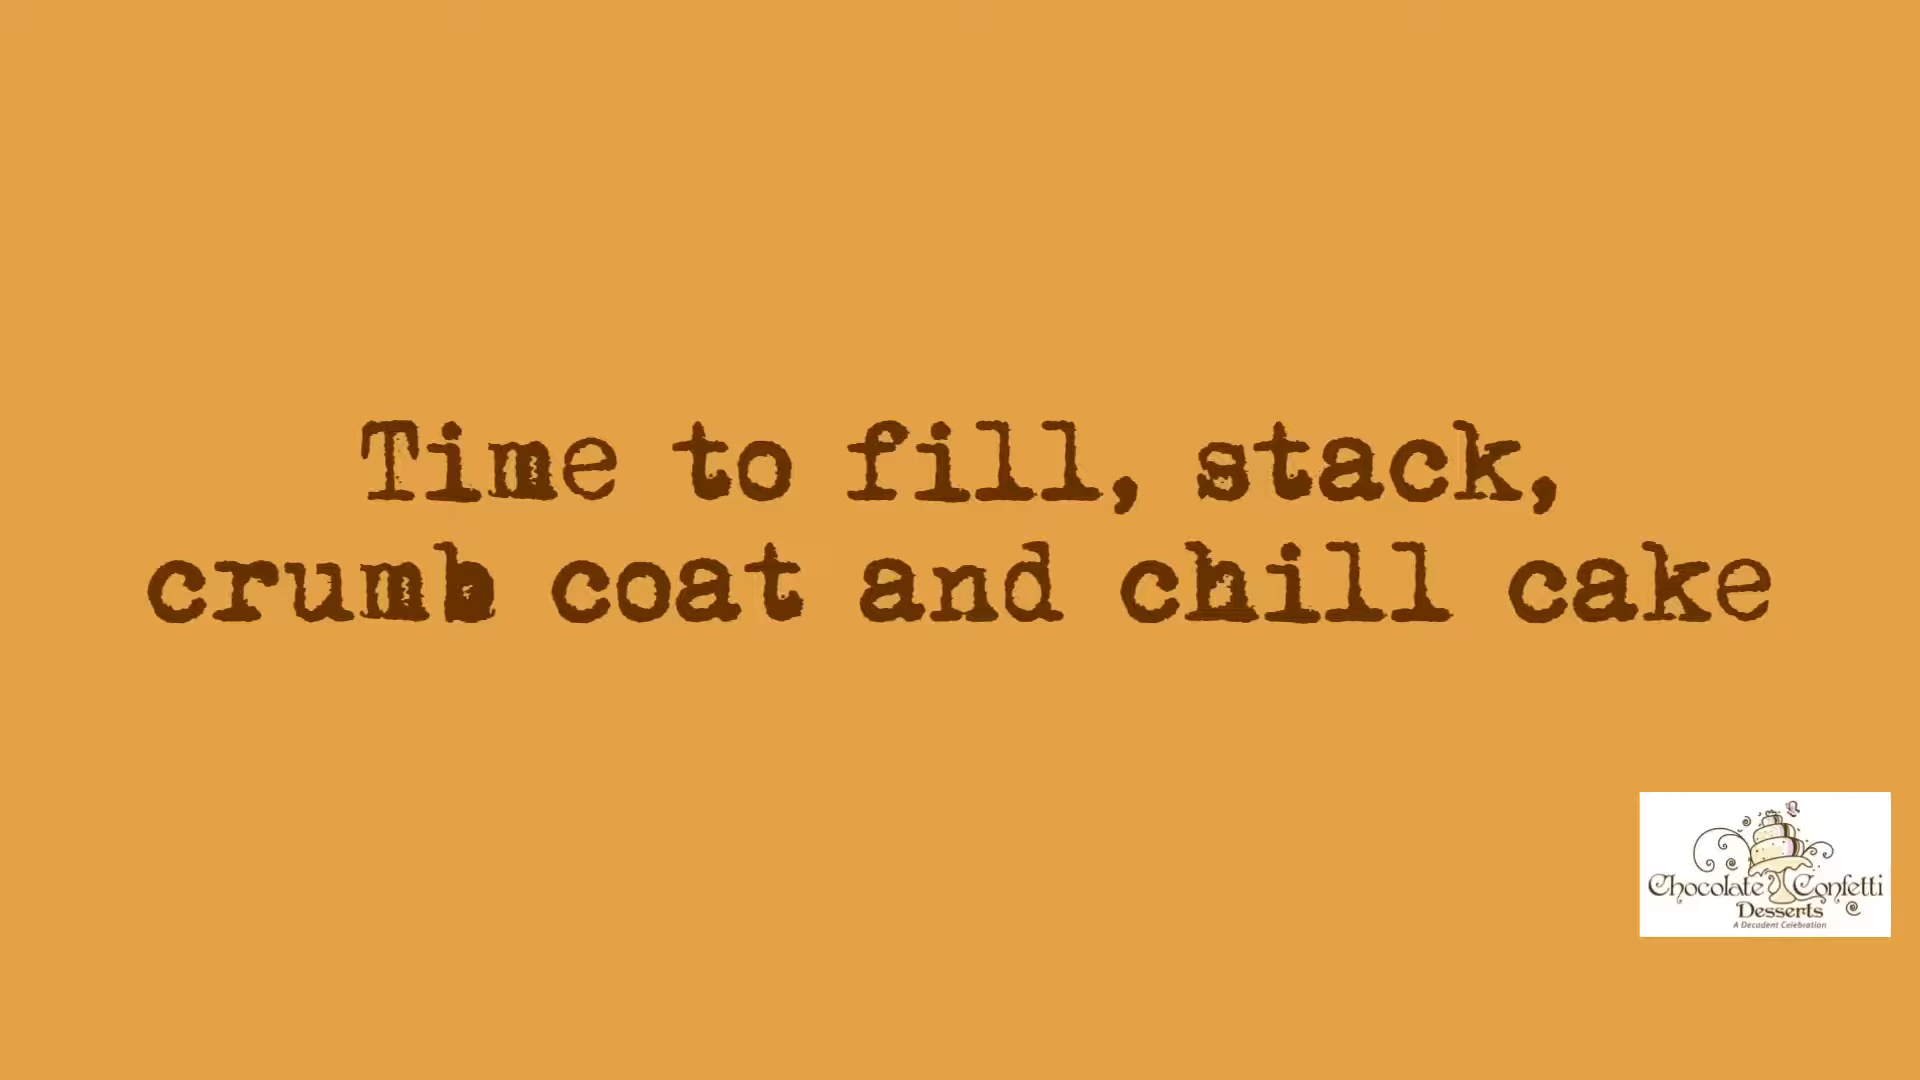 Time to fill, stack,
crumb coat and chill cake
Chocolate Confetti
Desserts
A Decadent Celebration